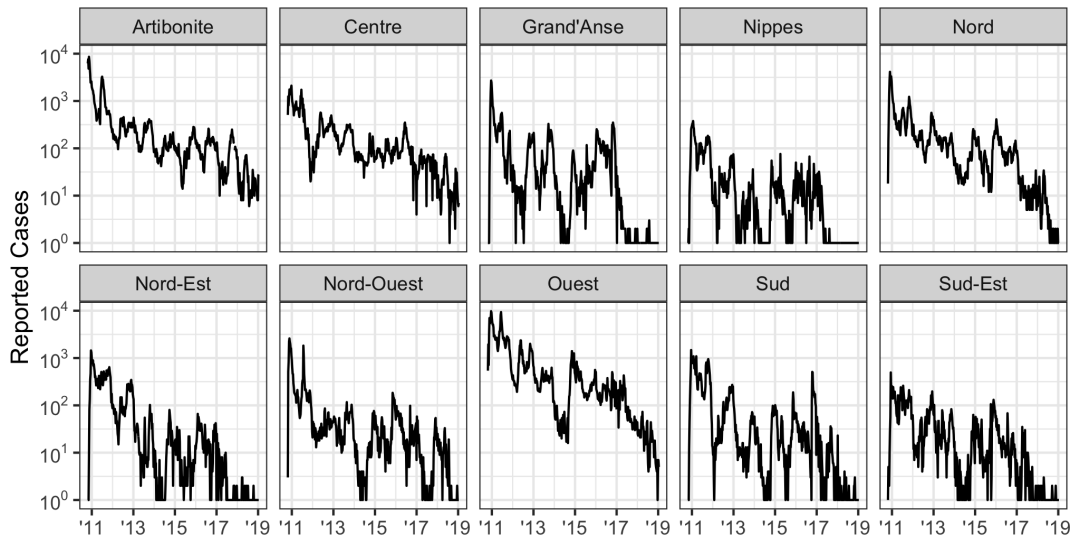 Artibonite Centre Grand'Anse Nippes Nord
10⁴
10³
10²
10¹
10⁰
Reported Cases
Nord-Est Nord-Ouest Ouest Sud Sud-Est
10⁴
10³
10²
10¹
10⁰
'11 '13 '15 '17 '19 '11 '13 '15 '17 '19 '11 '13 '15 '17 '19 '11 '13 '15 '17 '19 '11 '13 '15 '17 '19